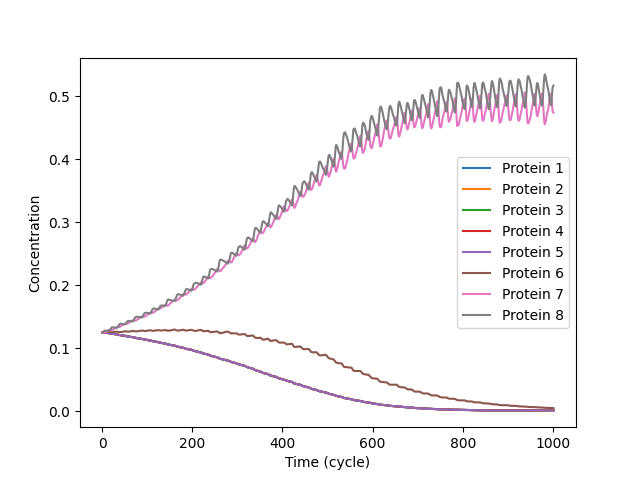 0.5
0.4
0.3
0.2
0.1
0.0
Concentration
0
200
400
600
800
1000
Time (cycle)
Protein 1
Protein 2
Protein 3
Protein 4
Protein 5
Protein 6
Protein 7
Protein 8